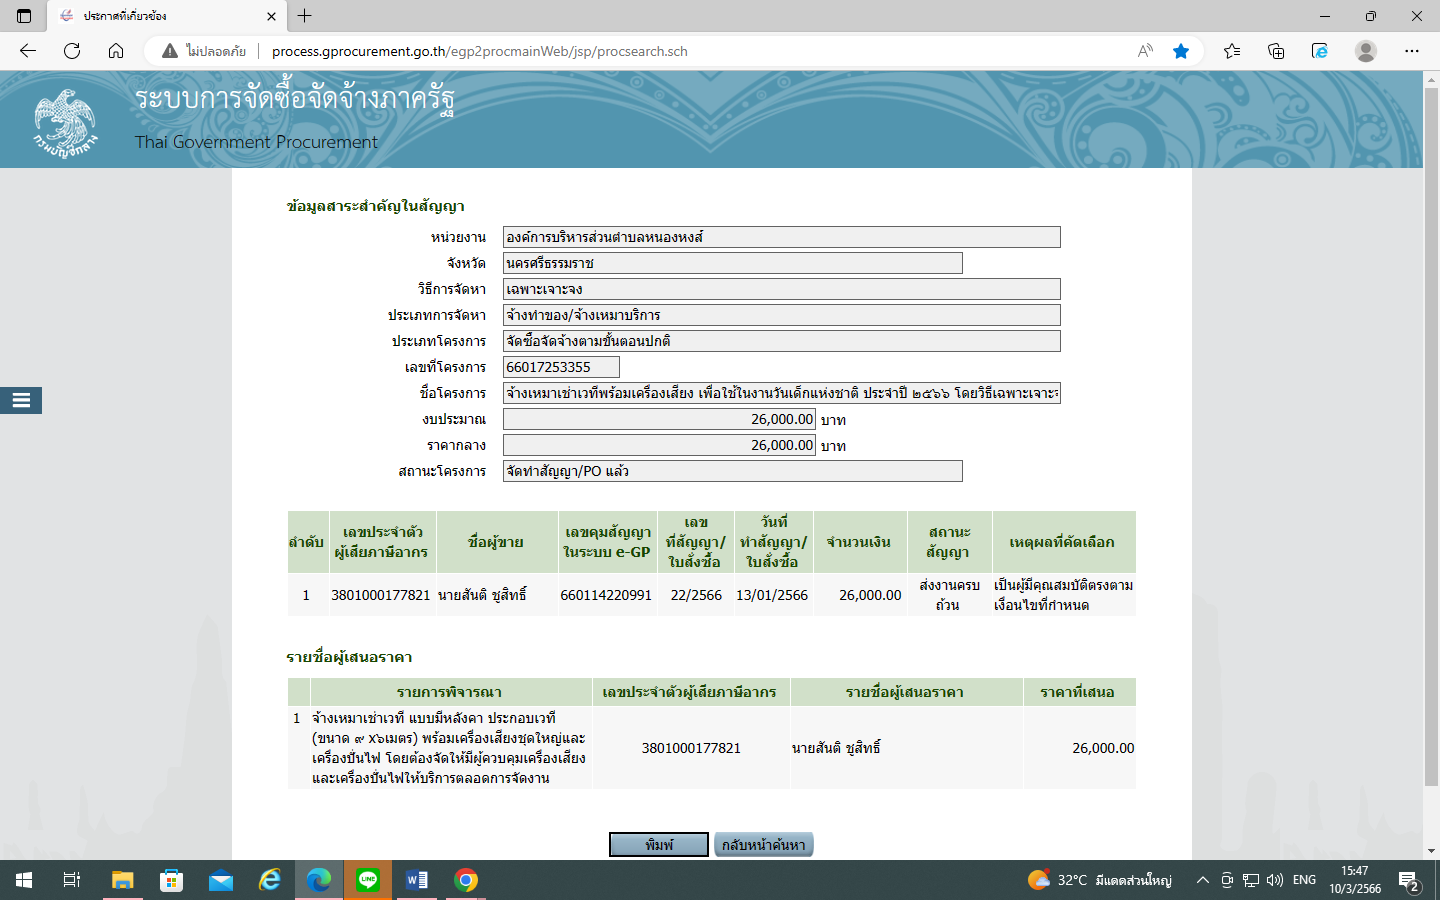 ประกาศที่เกี่ยวข้อง
ไม่ปลอดภัย
process.gprocurement.go.th/egp2procmainWeb/jsp/procsearch.sch
ระบบการจัดซื้อจัดจ้างภาครัฐ
Thai Government Procurement
กรมบัญชีกลาง
ข้อมูลสาระสำคัญในสัญญา
หน่วยงาน องค์การบริหารส่วนตำบลหนองหงส์
จังหวัด นครศรีธรรมราช
วิธีการจัดหา เฉพาะเจาะจง
ประเภทการจัดหา จ้างทำของ/จ้างเหมาบริการ
ประเภทโครงการ จัดซื้อจัดจ้างตามขั้นตอนปกติ
เลขที่โครงการ 66017253355
ชื่อโครงการ จ้างเหมาเช่าเวทีพร้อมเครื่องเสียง เพื่อใช้ในงานวันเด็กแห่งชาติ ประจำปี ๒๕๖๖ โดยวิธีเฉพาะเจาะ
งบประมาณ 26,000.00 บาท
ราคากลาง 26,000.00 บาท
สถานะโครงการ จัดทำสัญญา/PO แล้ว
ลำดับ เลขประจำตัวผู้เสียภาษีอากร ชื่อผู้ขาย เลขคุมสัญญาในระบบ e-GP เลขที่สัญญา/ใบสั่งซื้อ วันที่ทำสัญญา/ใบสั่งซื้อ จำนวนเงิน สถานะสัญญา เหตุผลที่คัดเลือก
1 3801000177821 นายสันติ ชูสิทธิ์ 660114220991 22/2566 13/01/2566 26,000.00 ส่งงานครบถ้วน เป็นผู้มีคุณสมบัติตรงตามเงื่อนไขที่กำหนด
รายชื่อผู้เสนอราคา
รายการพิจารณา เลขประจำตัวผู้เสียภาษีอากร รายชื่อผู้เสนอราคา ราคาที่เสนอ
1 จ้างเหมาเช่าเวที แบบมีหลังคา ประกอบเวที
(ขนาด ๙ X๖เมตร) พร้อมเครื่องเสียงชุดใหญ่และ
เครื่องปั่นไฟ โดยต้องจัดให้มีผู้ควบคุมเครื่องเสียง
และเครื่องปั่นไฟให้บริการตลอดการจัดงาน
3801000177821 นายสันติ ชูสิทธิ์ 26,000.00
พิมพ์ กลับหน้าค้นหา
32°C มีแดดส่วนใหญ่ ENG 15:47
10/3/2566 2